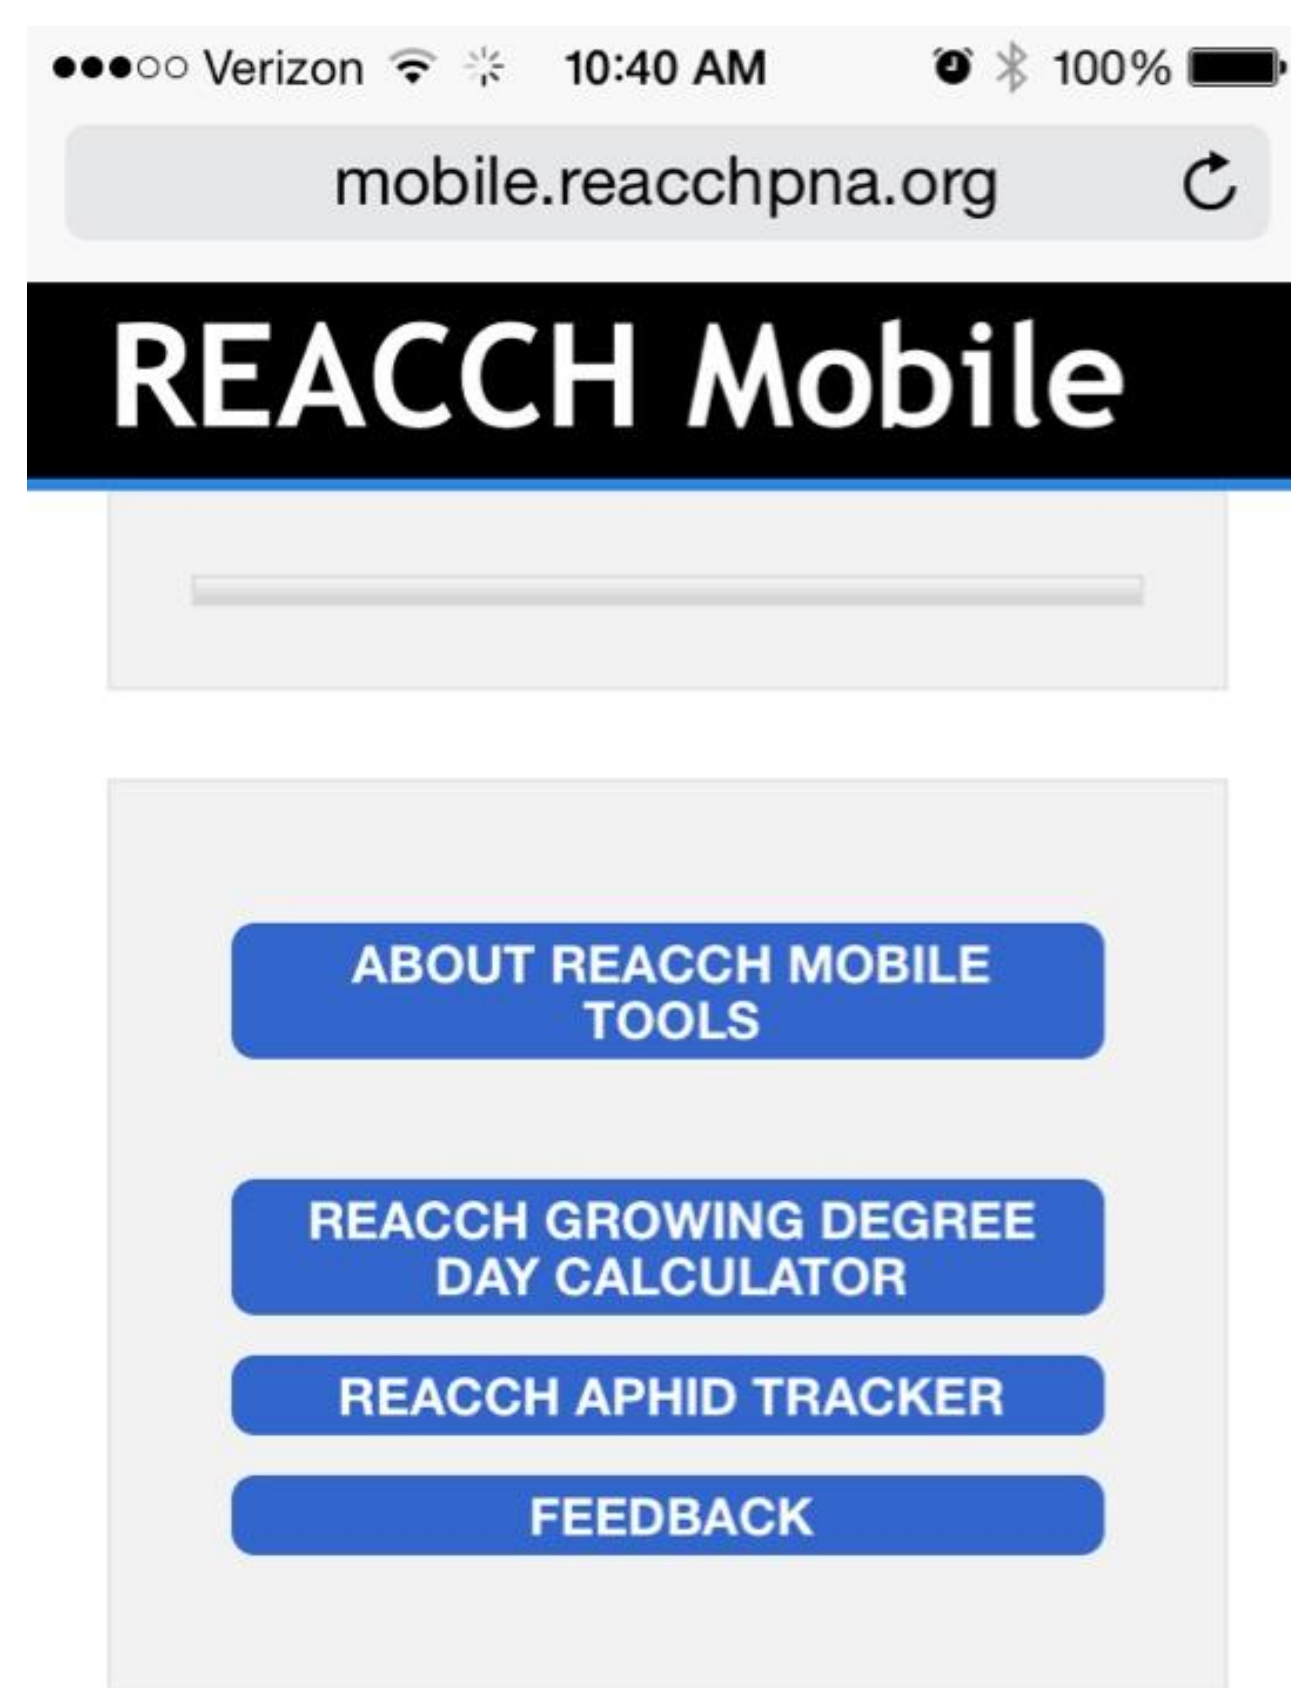 Verizon 10:40 AM 100%
mobile.reacchpna.org
REACCH Mobile
ABOUT REACCH MOBILE
TOOLS
REACCH GROWING DEGREE
DAY CALCULATOR
REACCH APHID TRACKER
FEEDBACK